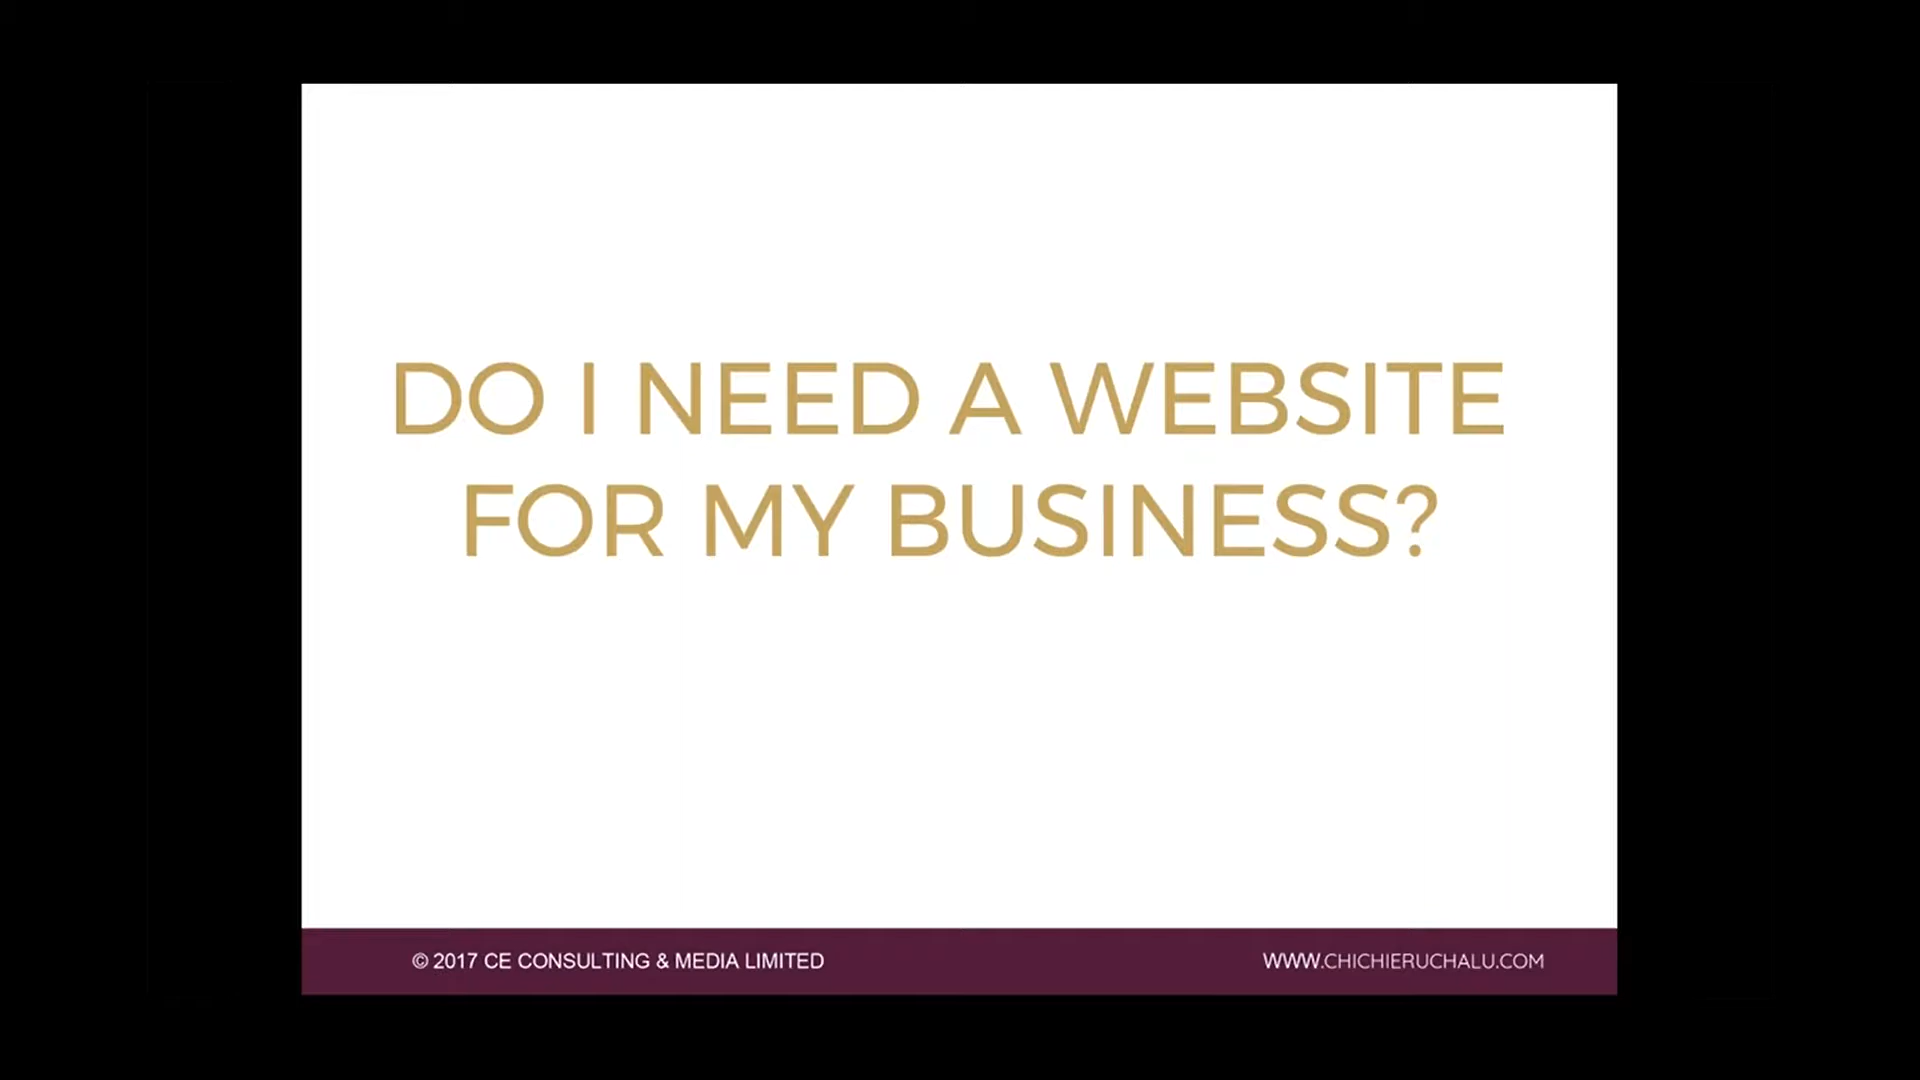 DO I NEED A WEBSITE
FOR MY BUSINESS?
© 2017 CE CONSULTING & MEDIA LIMITED
WWW.CHICHIERUCHALU.COM